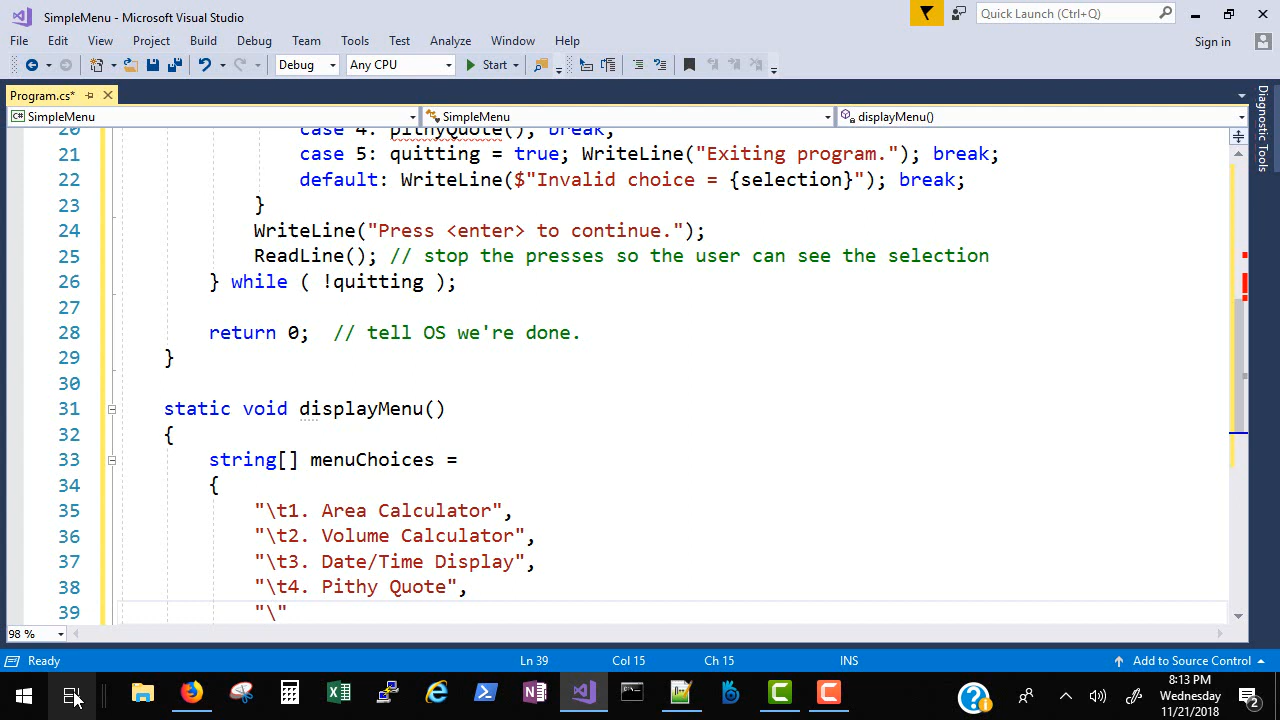 SimpleMenu - Microsoft Visual Studio
Quick Launch (Ctrl+Q)
File Edit View Project Build Debug Team Tools Test Analyze Window Help
Sign in
Debug Any CPU Start
Program.cs*
SimpleMenu SimpleMenu displayMenu()
Diagnostic Tools
20 case 4: pithyQuote(); break;
21 case 5: quitting = true; WriteLine("Exiting program."); break;
22 default: WriteLine($"Invalid choice = {selection}"); break;
23 }
24 WriteLine("Press <enter> to continue.");
25 ReadLine(); // stop the presses so the user can see the selection
26 } while ( !quitting );
27
28 return 0;  // tell OS we're done.
29 }
30
31 static void displayMenu()
32 {
33 string[] menuChoices =
34 {
35 "\t1. Area Calculator",
36 "\t2. Volume Calculator",
37 "\t3. Date/Time Display",
38 "\t4. Pithy Quote",
39 "\"
98 %
Ready Ln 39 Col 15 Ch 15 INS Add to Source Control
8:13 PM
Wednesday
11/21/2018
2